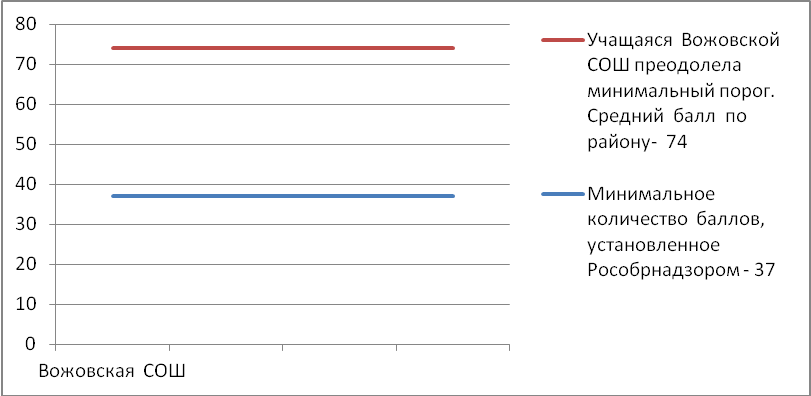 80
70
60
50
40
30
20
10
0
Вожовская СОШ
Учащаяся Вожовской
СОШ преодолела
минимальный порог.
Средний балл по
району- 74
Минимальное
количество баллов,
установленное
Рособрнадзором - 37